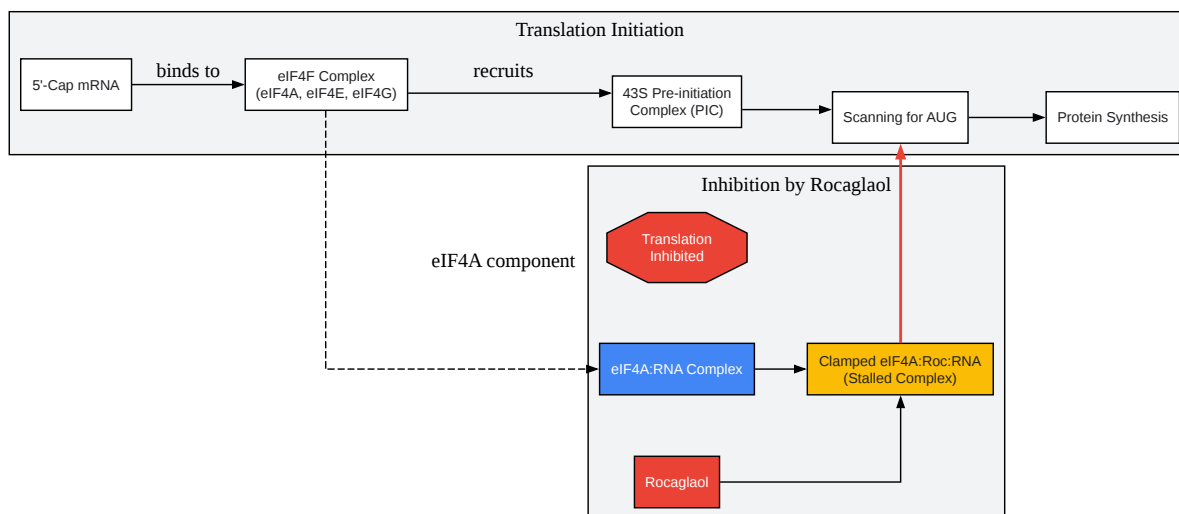 Translation Initiation
5'-Cap mRNA
binds to
eIF4F Complex
(eIF4A, eIF4E, eIF4G)
recruits
43S Pre-initiation
Complex (PIC)
Scanning for AUG
Protein Synthesis
Inhibition by Rocaglaol
Translation
Inhibited
eIF4A component
eIF4A:RNA Complex
Clamped eIF4A:Roc:RNA
(Stalled Complex)
Rocaglaol